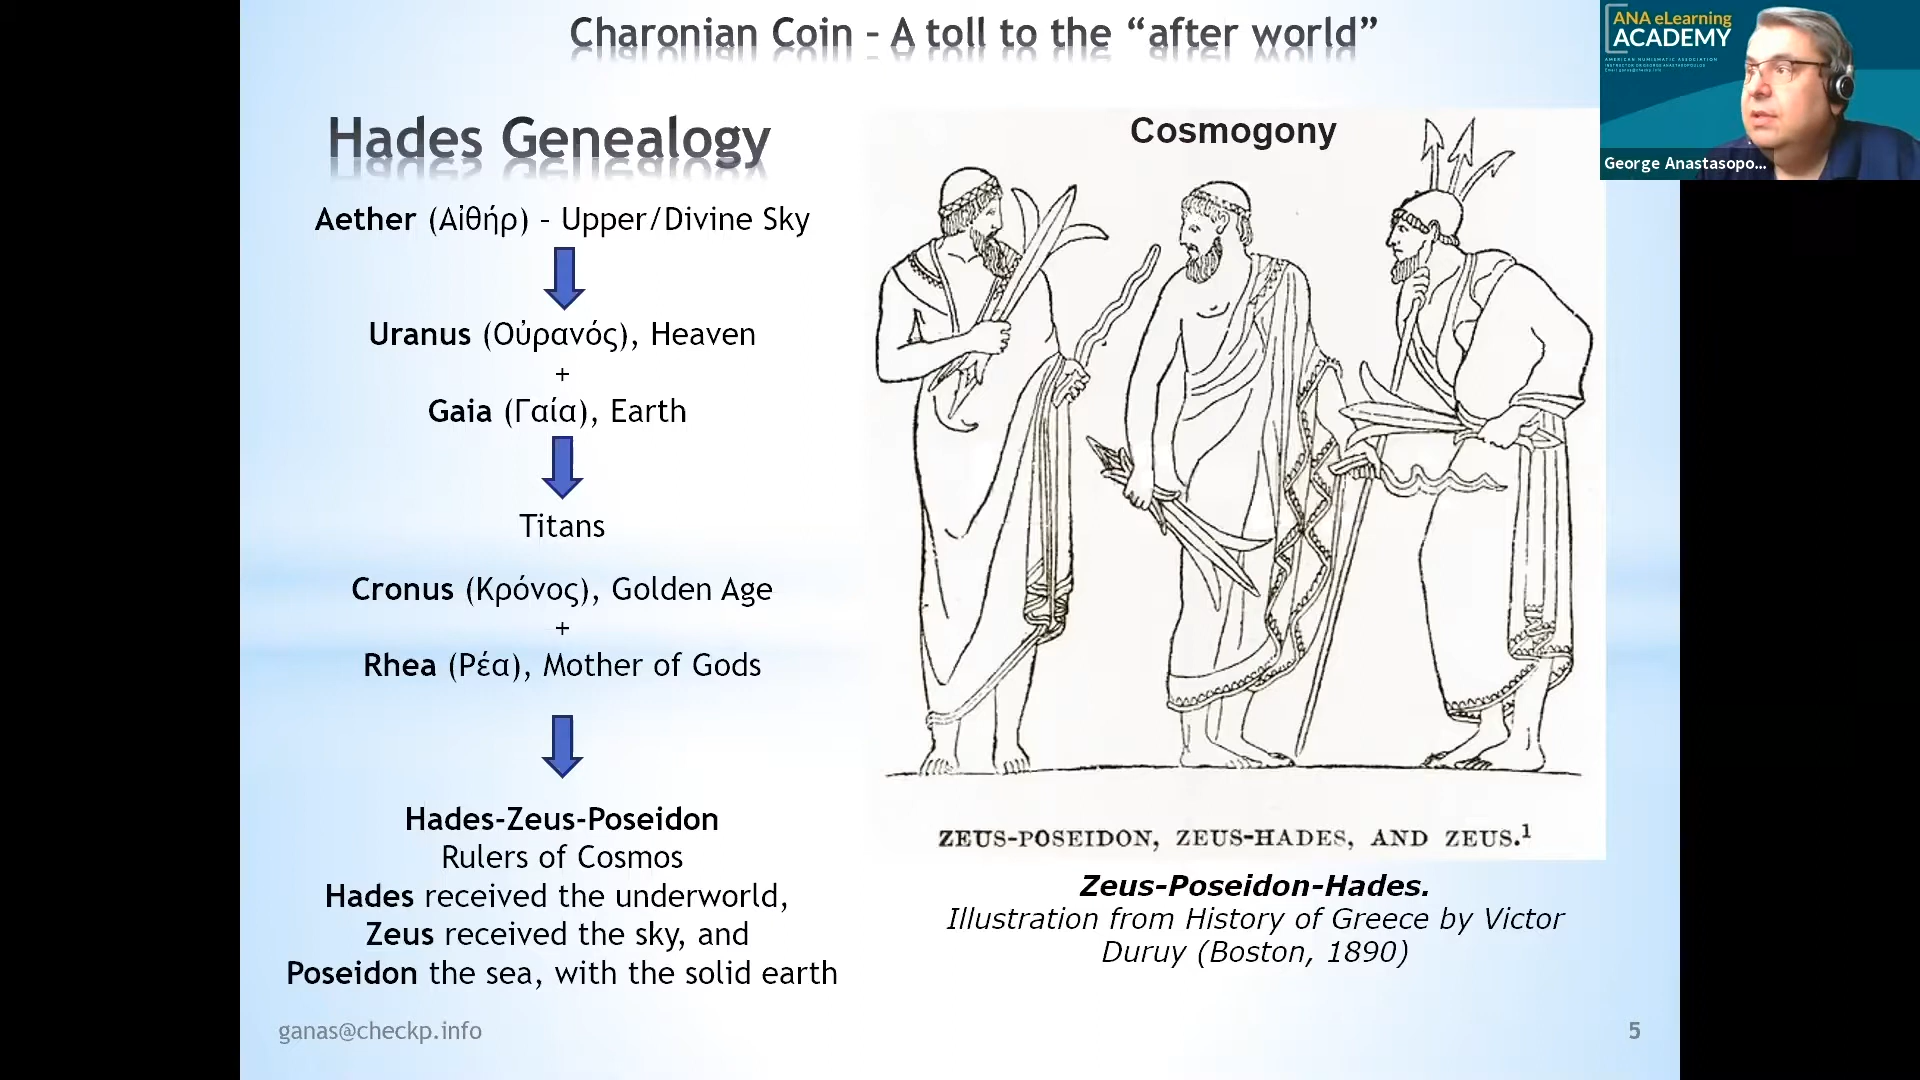 Charonian Coin – A toll to the “after world”
Hades Genealogy
Aether (Αἰθήρ) – Upper/Divine Sky
Uranus (Οὐρανός), Heaven
+
Gaia (Γαία), Earth
Titans
Cronus (Κρόνος), Golden Age
+
Rhea (Ρέα), Mother of Gods
Hades-Zeus-Poseidon
Rulers of Cosmos
Hades received the underworld,
Zeus received the sky, and
Poseidon the sea, with the solid earth
Cosmogony
ZEUS-POSEIDON, ZEUS-HADES, AND ZEUS.¹
Zeus-Poseidon-Hades.
Illustration from History of Greece by Victor
Duruy (Boston, 1890)
ganas@checkp.info
5
ANA eLearning
ACADEMY
AMERICAN NUMISMATIC ASSOCIATION
George Anastasopo...